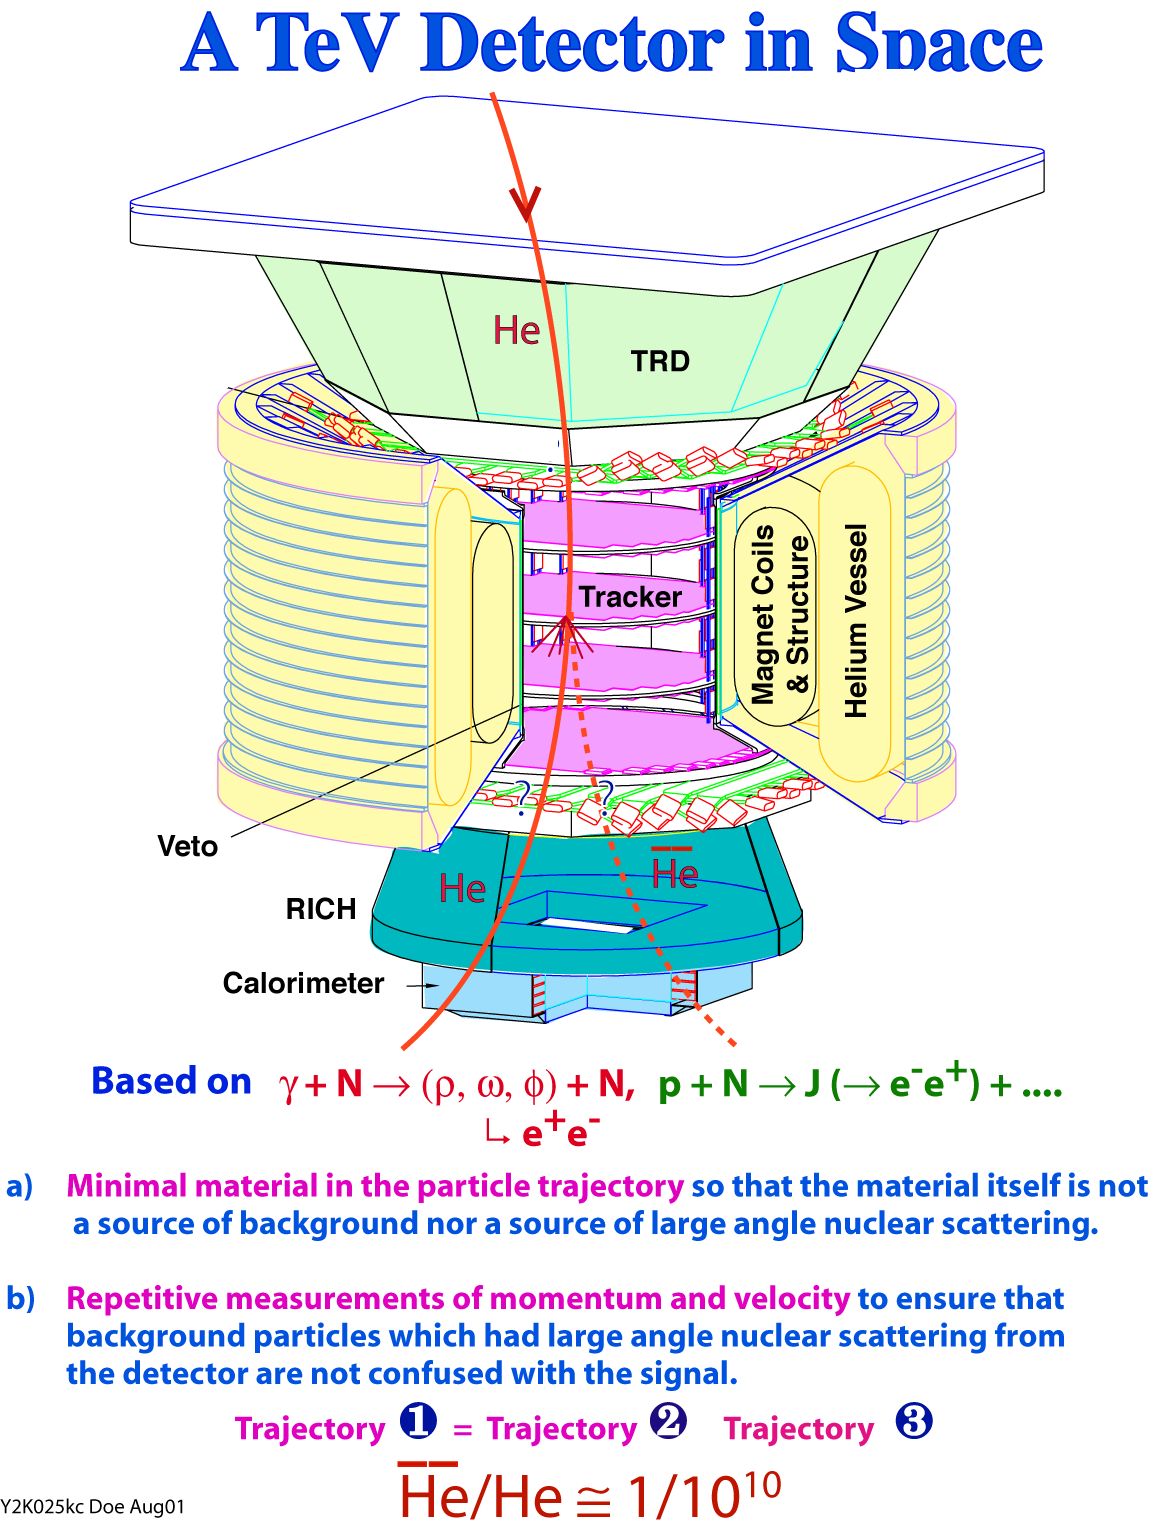 A TeV Detector in Space
He
TRD
Tracker
Magnet Coils
& Structure
Helium Vessel
? ?
Veto
He
H̅e̅
RICH
Calorimeter
Based on γ + N → (ρ, ω, ϕ) + N, p + N → J (→ e⁻e⁺) + ....
↳ e⁺e⁻
a) Minimal material in the particle trajectory so that the material itself is not
a source of background nor a source of large angle nuclear scattering.
b) Repetitive measurements of momentum and velocity to ensure that
background particles which had large angle nuclear scattering from
the detector are not confused with the signal.
Trajectory ❶ = Trajectory ❷ Trajectory ❸
H̅e̅/He ≅ 1/10¹⁰
Y2K025kc Doe Aug01